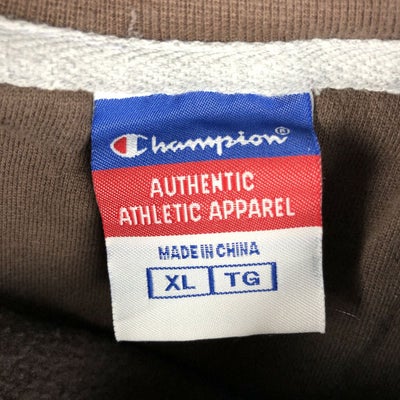 Champion®
AUTHENTIC
ATHLETIC APPAREL
MADE IN CHINA
XL TG